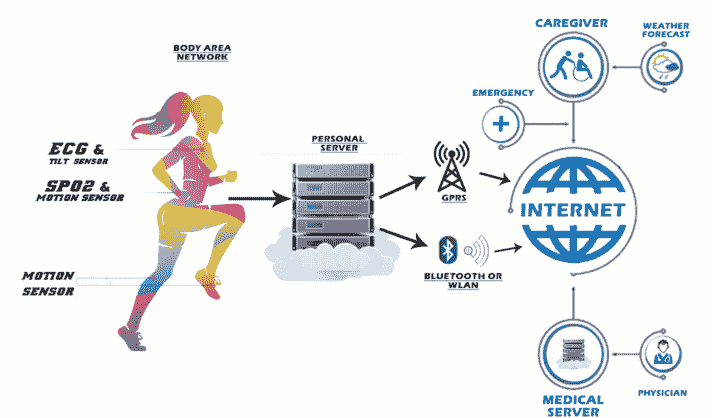 BODY AREA
NETWORK
ECG &
TILT SENSOR
SPO2 &
MOTION SENSOR
MOTION
SENSOR
PERSONAL
SERVER
GPRS
BLUETOOTH OR
WLAN
EMERGENCY
CAREGIVER
WEATHER
FORECAST
INTERNET
MEDICAL
SERVER
PHYSICIAN